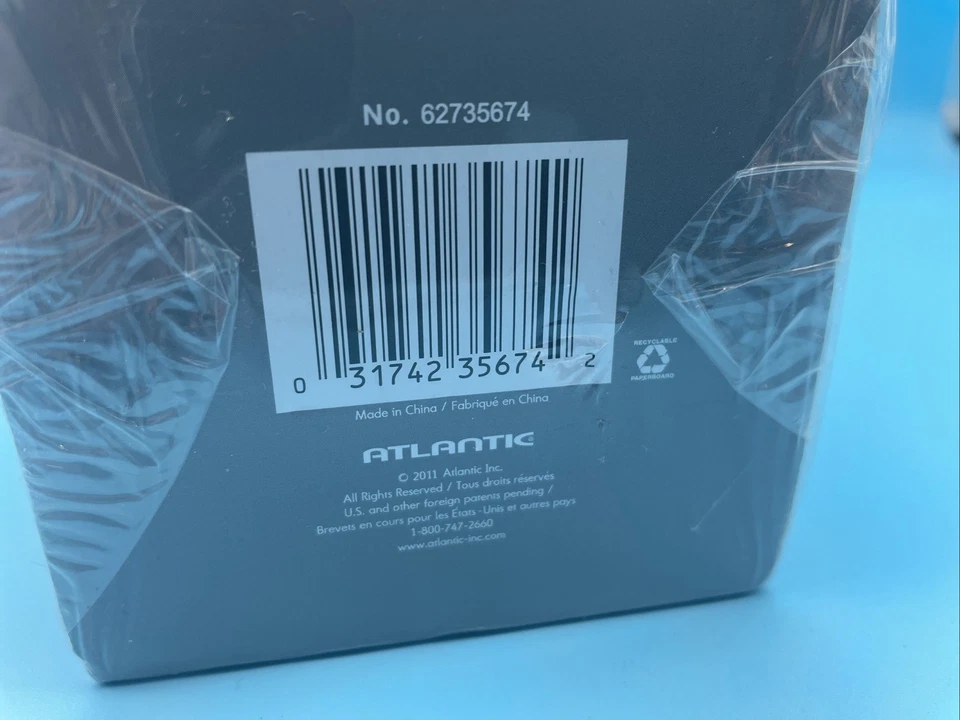 No. 62735674
0 31742 35674 2
RECYCLABLE
PAPERBOARD
Made in China / Fabriqué en China
ATLANTIC®
© 2011 Atlantic Inc.
All Rights Reserved / Tous droits réservés
U.S. and other foreign patents pending /
Brevets en cours pour les États-Unis et autres pays
1-800-747-2660
www.atlantic-inc.com